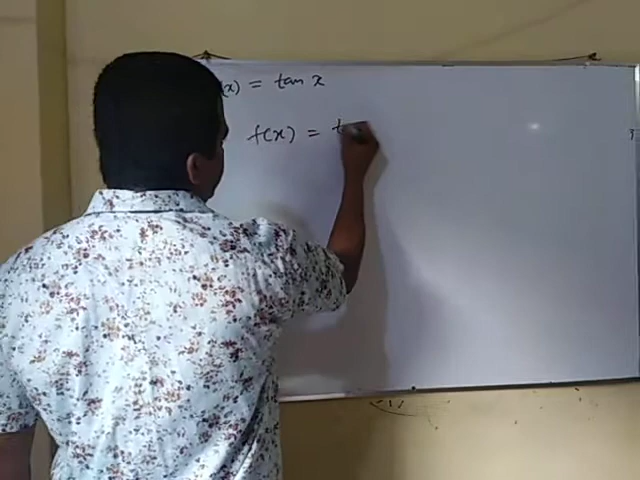 (x) = tan x
f(x) = t